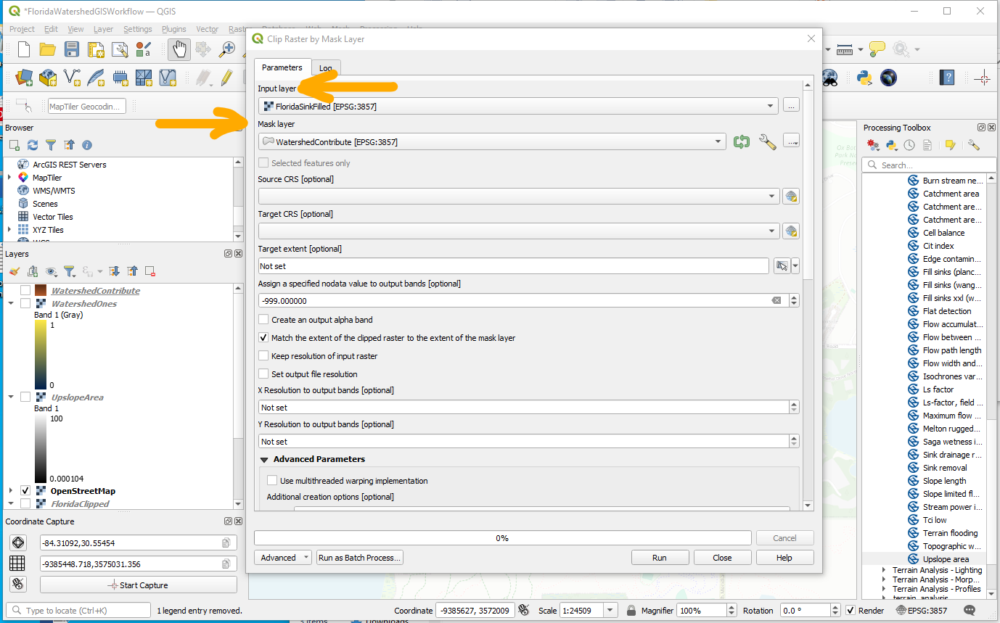 *FloridaWatershedGISWorkflow — QGIS
Project Edit View Layer Settings Plugins Vector
Clip Raster by Mask Layer
MapTiler Geocodin...
Browser
ArcGIS REST Servers
MapTiler
WMS/WMTS
Scenes
Vector Tiles
XYZ Tiles
Layers
WatershedContribute
WatershedOnes
Band 1 (Gray)
1
0
UpslopeArea
Band 1
100
0.000104
OpenStreetMap
FloridaClipped
Coordinate Capture
-84.31092,30.55454
-9385448.718,3575031.356
Start Capture
Parameters
Log
Input layer
FloridaSinkFilled [EPSG:3857]
...
Mask layer
WatershedContribute [EPSG:3857]
...
Selected features only
Source CRS [optional]
Target CRS [optional]
Target extent [optional]
Not set
Assign a specified nodata value to output bands [optional]
-999.000000
Create an output alpha band
Match the extent of the clipped raster to the extent of the mask layer
Keep resolution of input raster
Set output file resolution
X Resolution to output bands [optional]
Not set
Y Resolution to output bands [optional]
Not set
Advanced Parameters
Use multithreaded warping implementation
Additional creation options [optional]
0%
Cancel
Advanced
Run as Batch Process...
Run
Close
Help
Processing Toolbox
Search...
Burn stream ne...
Catchment area
Catchment are...
Catchment are...
Cell balance
Cit index
Edge contamin...
Fill sinks (planc...
Fill sinks (wang...
Fill sinks xxl (w...
Flat detection
Flow accumulat...
Flow between ...
Flow path length
Flow width and...
Isochrones var...
Ls factor
Ls-factor, field ...
Maximum flow ...
Melton rugged...
Saga wetness i...
Sink drainage r...
Sink removal
Slope length
Slope limited fl...
Stream power i...
Tci low
Terrain flooding
Topographic w...
Upslope area
Terrain Analysis - Lighting
Terrain Analysis - Morp...
Terrain Analysis - Profiles
Type to locate (Ctrl+K)
1 legend entry removed.
Coordinate
-9385627, 3572009
Scale
1:24509
Magnifier
100%
Rotation
0.0 °
Render
EPSG:3857